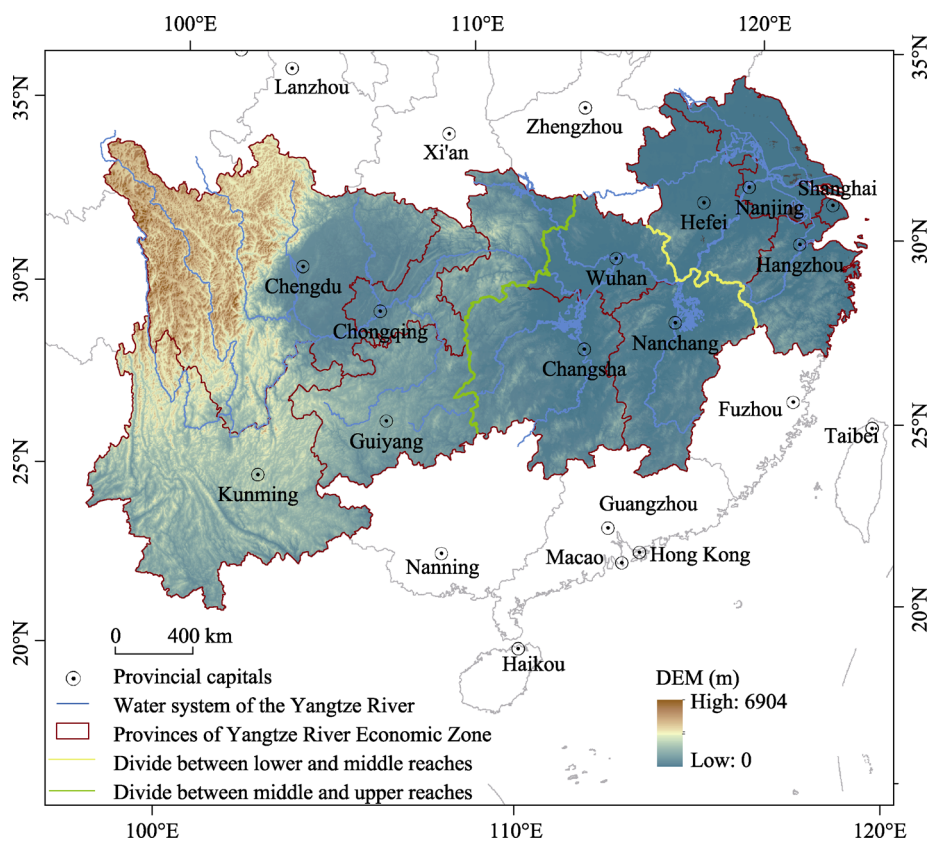 100°E
110°E
120°E
35°N
35°N
Lanzhou
Zhengzhou
Xi'an
Shanghai
Nanjing
Hefei
30°N
Hangzhou
Wuhan
30°N
Chengdu
Chongqing
Nanchang
Changsha
Fuzhou
25°N
Taibei
Guiyang
25°N
Kunming
Guangzhou
Nanning
Macao
Hong Kong
20°N
20°N
0 400 km
Haikou
Provincial capitals
DEM (m)
Water system of the Yangtze River
High: 6904
Provinces of Yangtze River Economic Zone
Divide between lower and middle reaches
Low: 0
Divide between middle and upper reaches
100°E
110°E
120°E